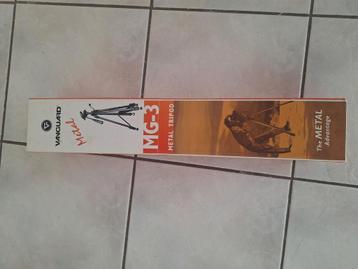 VANGUARD
Metal
MG-3
METAL TRIPOD
The METAL
Advantage